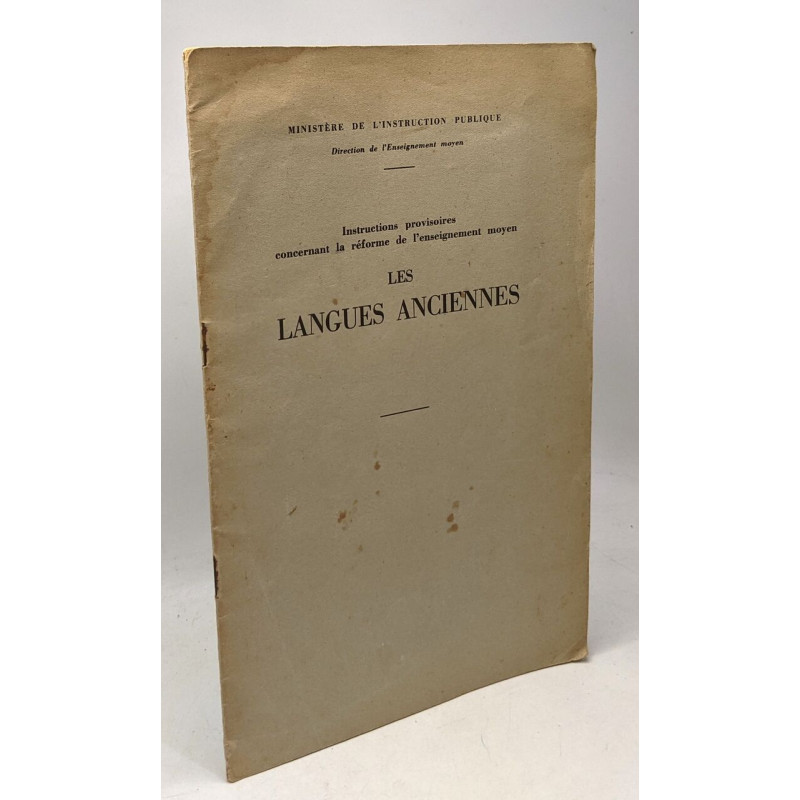 MINISTÈRE DE L'INSTRUCTION PUBLIQUE
Direction de l'Enseignement moyen
Instructions provisoires
concernant la réforme de l'enseignement moyen
LES
LANGUES ANCIENNES